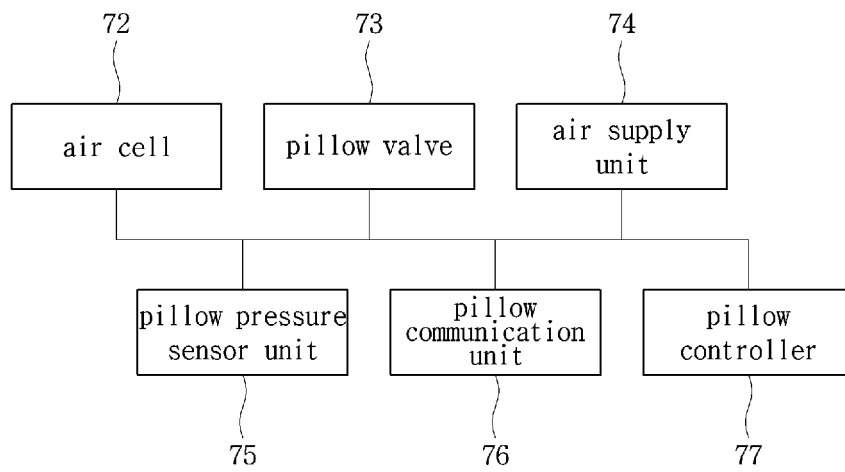 72
73
74
air cell
pillow valve
air supply
unit
pillow pressure
sensor unit
pillow
communication
unit
pillow
controller
75
76
77